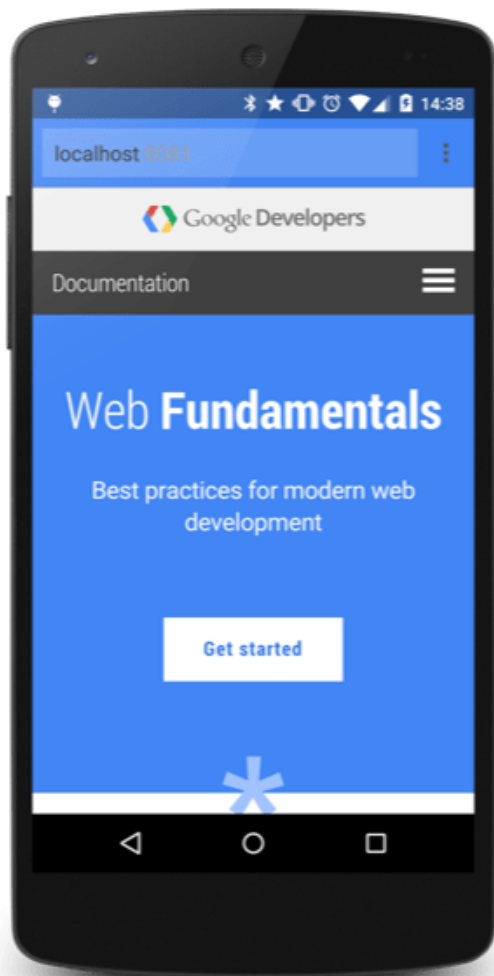 14:38
localhost:8081
Google Developers
Documentation
Web Fundamentals
Best practices for modern web
development
Get started
*